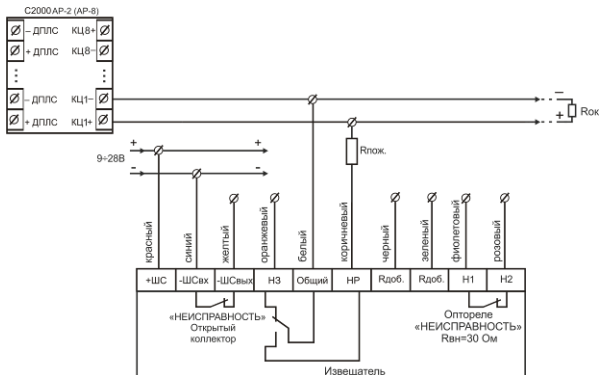 С2000 АР-2 (АР-8)
– ДПЛС КЦ8+
+ ДПЛС КЦ8–
– ДПЛС КЦ1–
+ ДПЛС КЦ1+
–
+
Rок
+ +
9÷28В
- -
Rпож.
красный
синий
желтый
оранжевый
белый
коричневый
черный
зеленый
фиолетовый
розовый
+ШС -ШСвх -ШСвых НЗ Общий НР Rдоб. Rдоб. Н1 Н2
«НЕИСПРАВНОСТЬ»
Открытый
коллектор
Оптореле
«НЕИСПРАВНОСТЬ»
Rвн=30 Ом
Извещатель